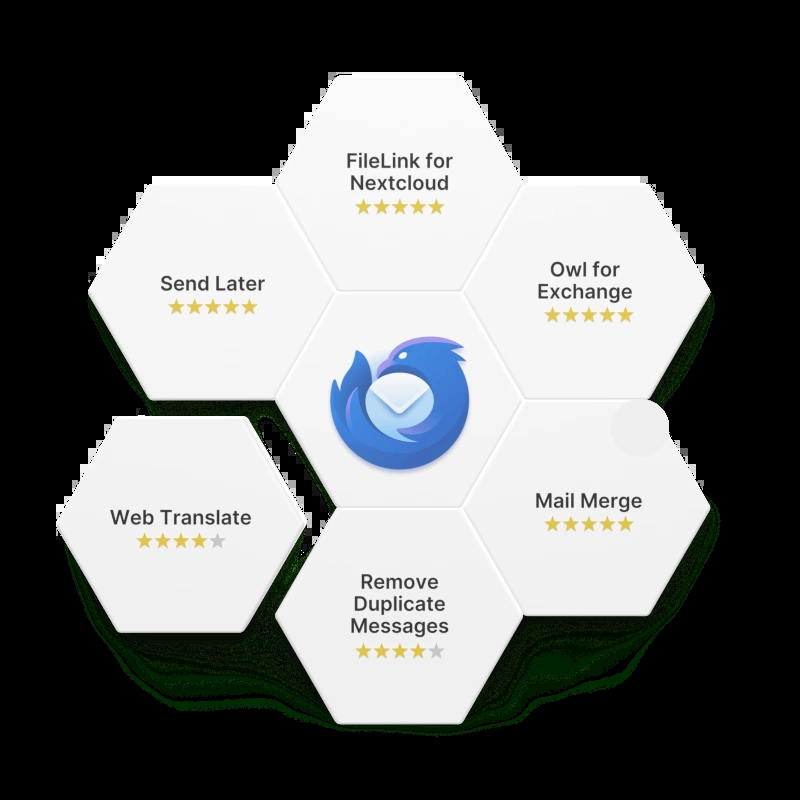 FileLink for
Nextcloud
Send Later
Owl for
Exchange
Web Translate
Mail Merge
Remove
Duplicate
Messages